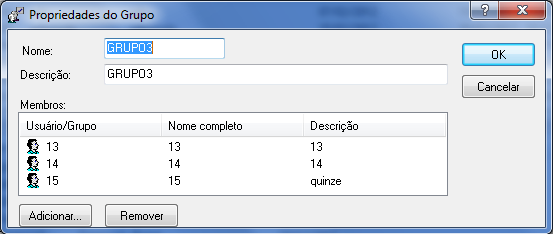 Propriedades do Grupo
Nome: GRUPO3
OK
Descrição: GRUPO3
Cancelar
Membros:
Usuário/Grupo Nome completo Descrição
13 13 13
14 14 14
15 15 quinze
Adicionar... Remover